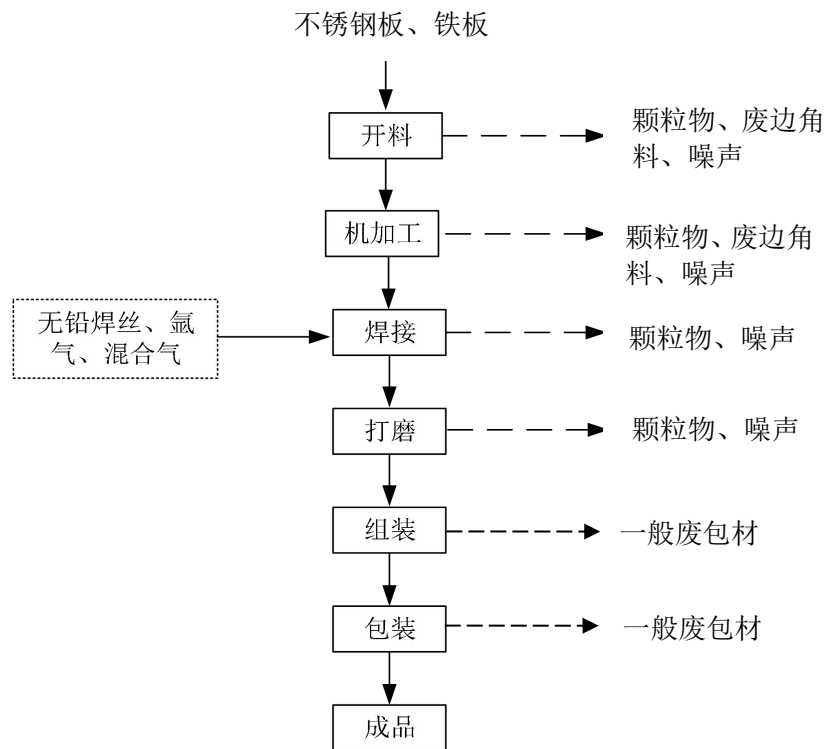 不锈钢板、铁板
开料
颗粒物、废边角
料、噪声
机加工
颗粒物、废边角
料、噪声
无铅焊丝、氩
气、混合气
焊接
颗粒物、噪声
打磨
颗粒物、噪声
组装
一般废包材
包装
一般废包材
成品